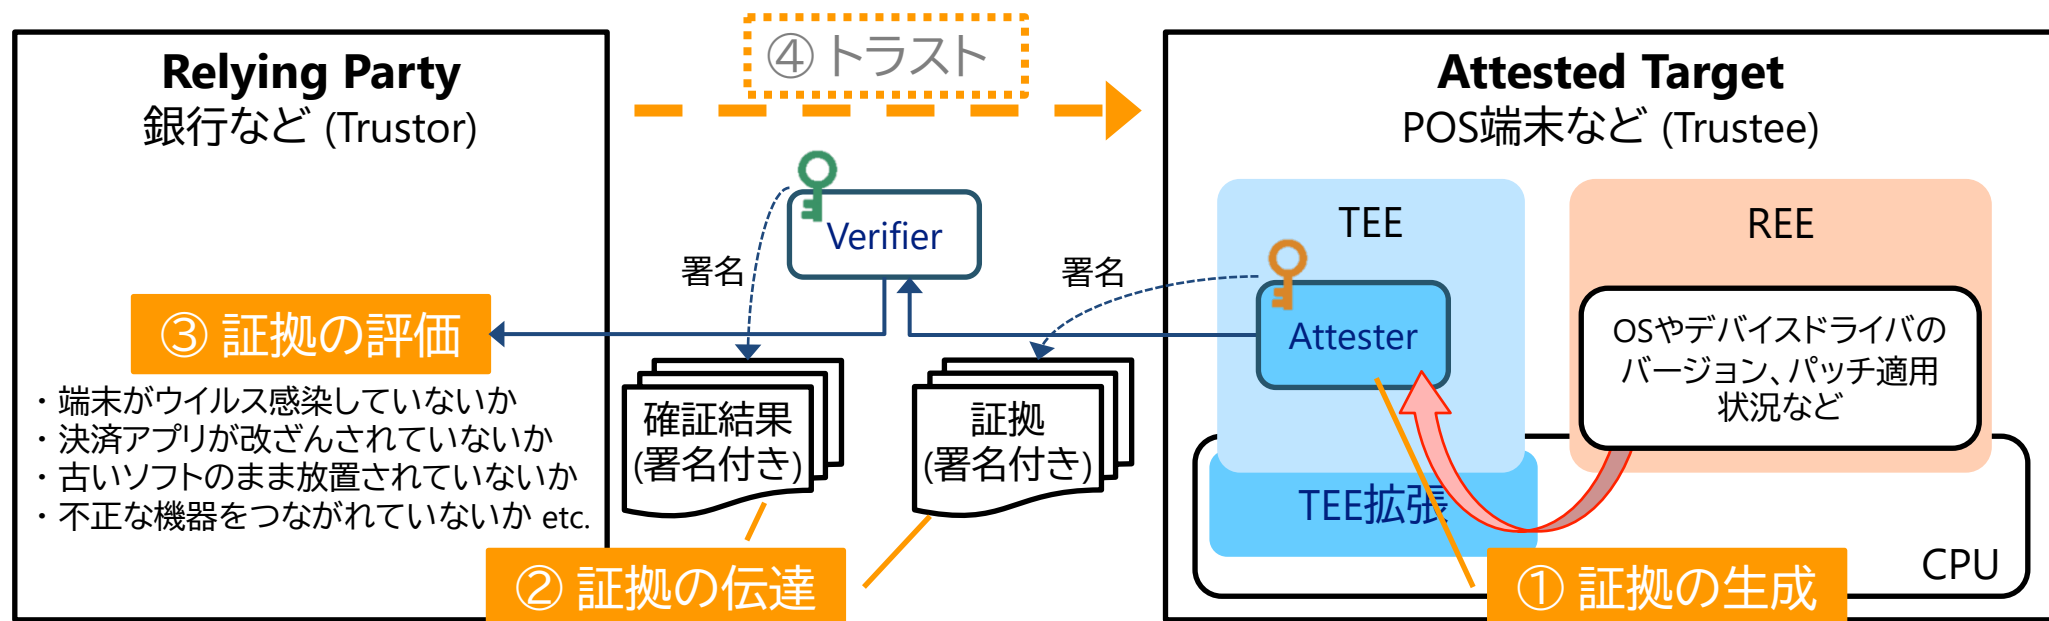 Relying Party
銀行など (Trustor)
④ トラスト
Attested Target
POS端末など (Trustee)
TEE
REE
Verifier
署名
署名
Attester
③ 証拠の評価
・端末がウイルス感染していないか
・決済アプリが改ざんされていないか
・古いソフトのまま放置されていないか
・不正な機器をつながれていないか etc.
OSやデバイスドライバの
バージョン、パッチ適用
状況など
確証結果
(署名付き)
証拠
(署名付き)
TEE拡張
CPU
② 証拠の伝達
① 証拠の生成